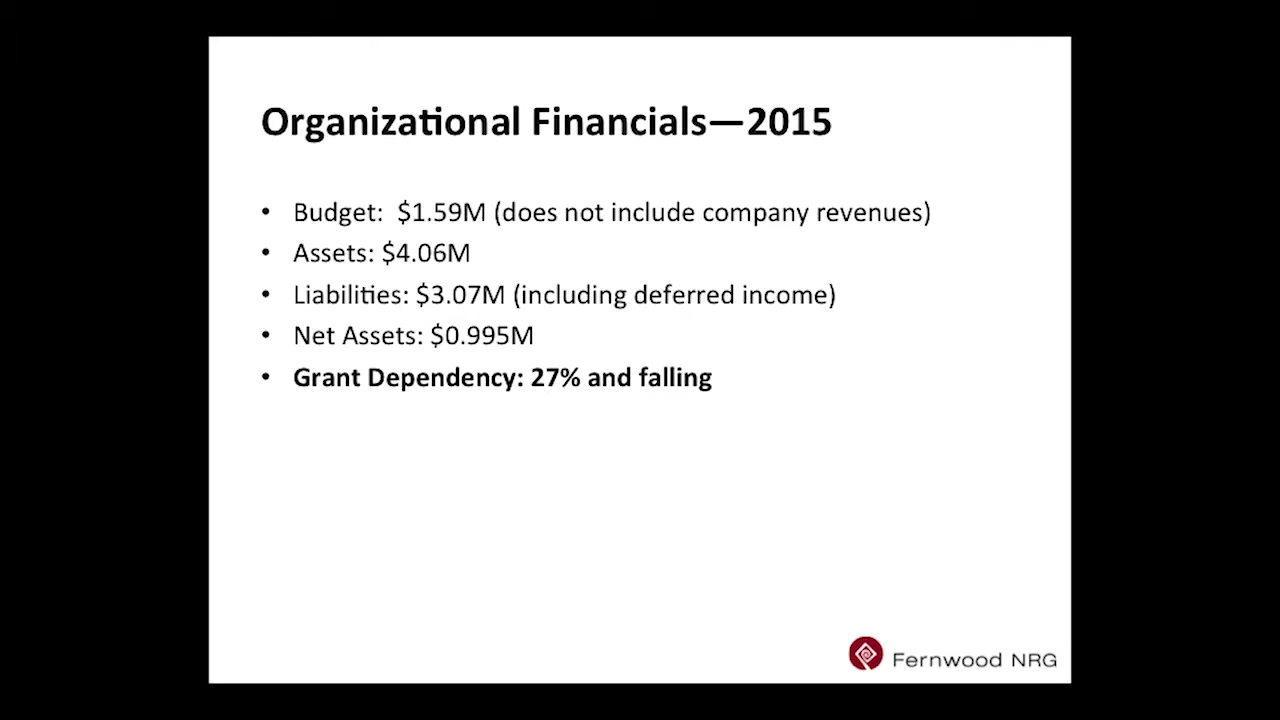 Organizational Financials—2015
• Budget:  $1.59M (does not include company revenues)
• Assets: $4.06M
• Liabilities: $3.07M (including deferred income)
• Net Assets: $0.995M
• Grant Dependency: 27% and falling
Fernwood NRG